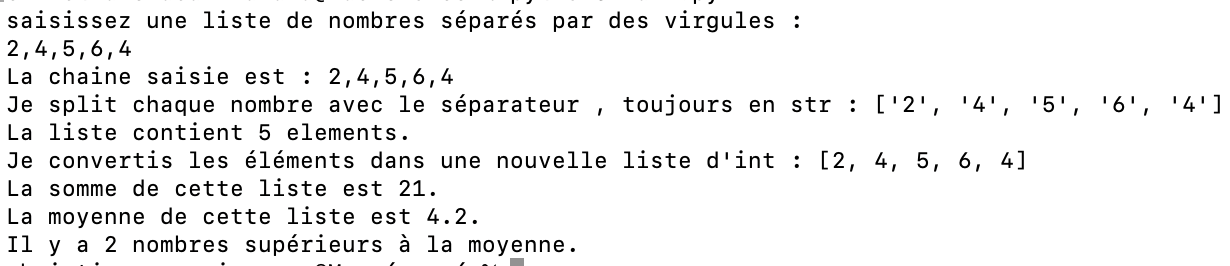 saisissez une liste de nombres séparés par des virgules :
2,4,5,6,4
La chaine saisie est : 2,4,5,6,4
Je split chaque nombre avec le séparateur , toujours en str : ['2', '4', '5', '6', '4']
La liste contient 5 elements.
Je convertis les éléments dans une nouvelle liste d'int : [2, 4, 5, 6, 4]
La somme de cette liste est 21.
La moyenne de cette liste est 4.2.
Il y a 2 nombres supérieurs à la moyenne.